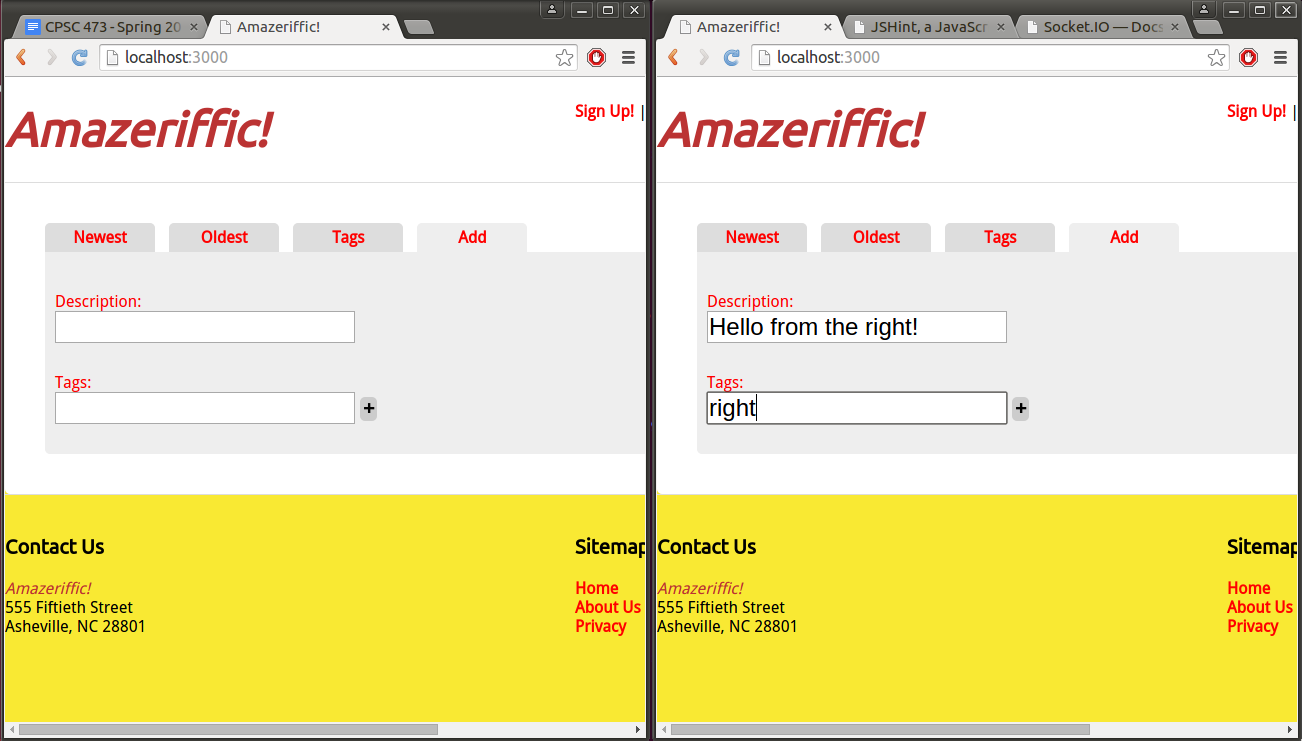 CPSC 473 - Spring 20
Amazeriffic!
localhost:3000
Amazeriffic!
Sign Up! |
Newest
Oldest
Tags
Add
Description:
Tags:
+
Contact Us
Sitemap
Amazeriffic!
555 Fiftieth Street
Asheville, NC 28801
Home
About Us
Privacy
Amazeriffic!
JSHint, a JavaScr
Socket.IO — Docs
localhost:3000
Amazeriffic!
Sign Up! |
Newest
Oldest
Tags
Add
Description:
Hello from the right!
Tags:
right
+
Contact Us
Sitemap
Amazeriffic!
555 Fiftieth Street
Asheville, NC 28801
Home
About Us
Privacy